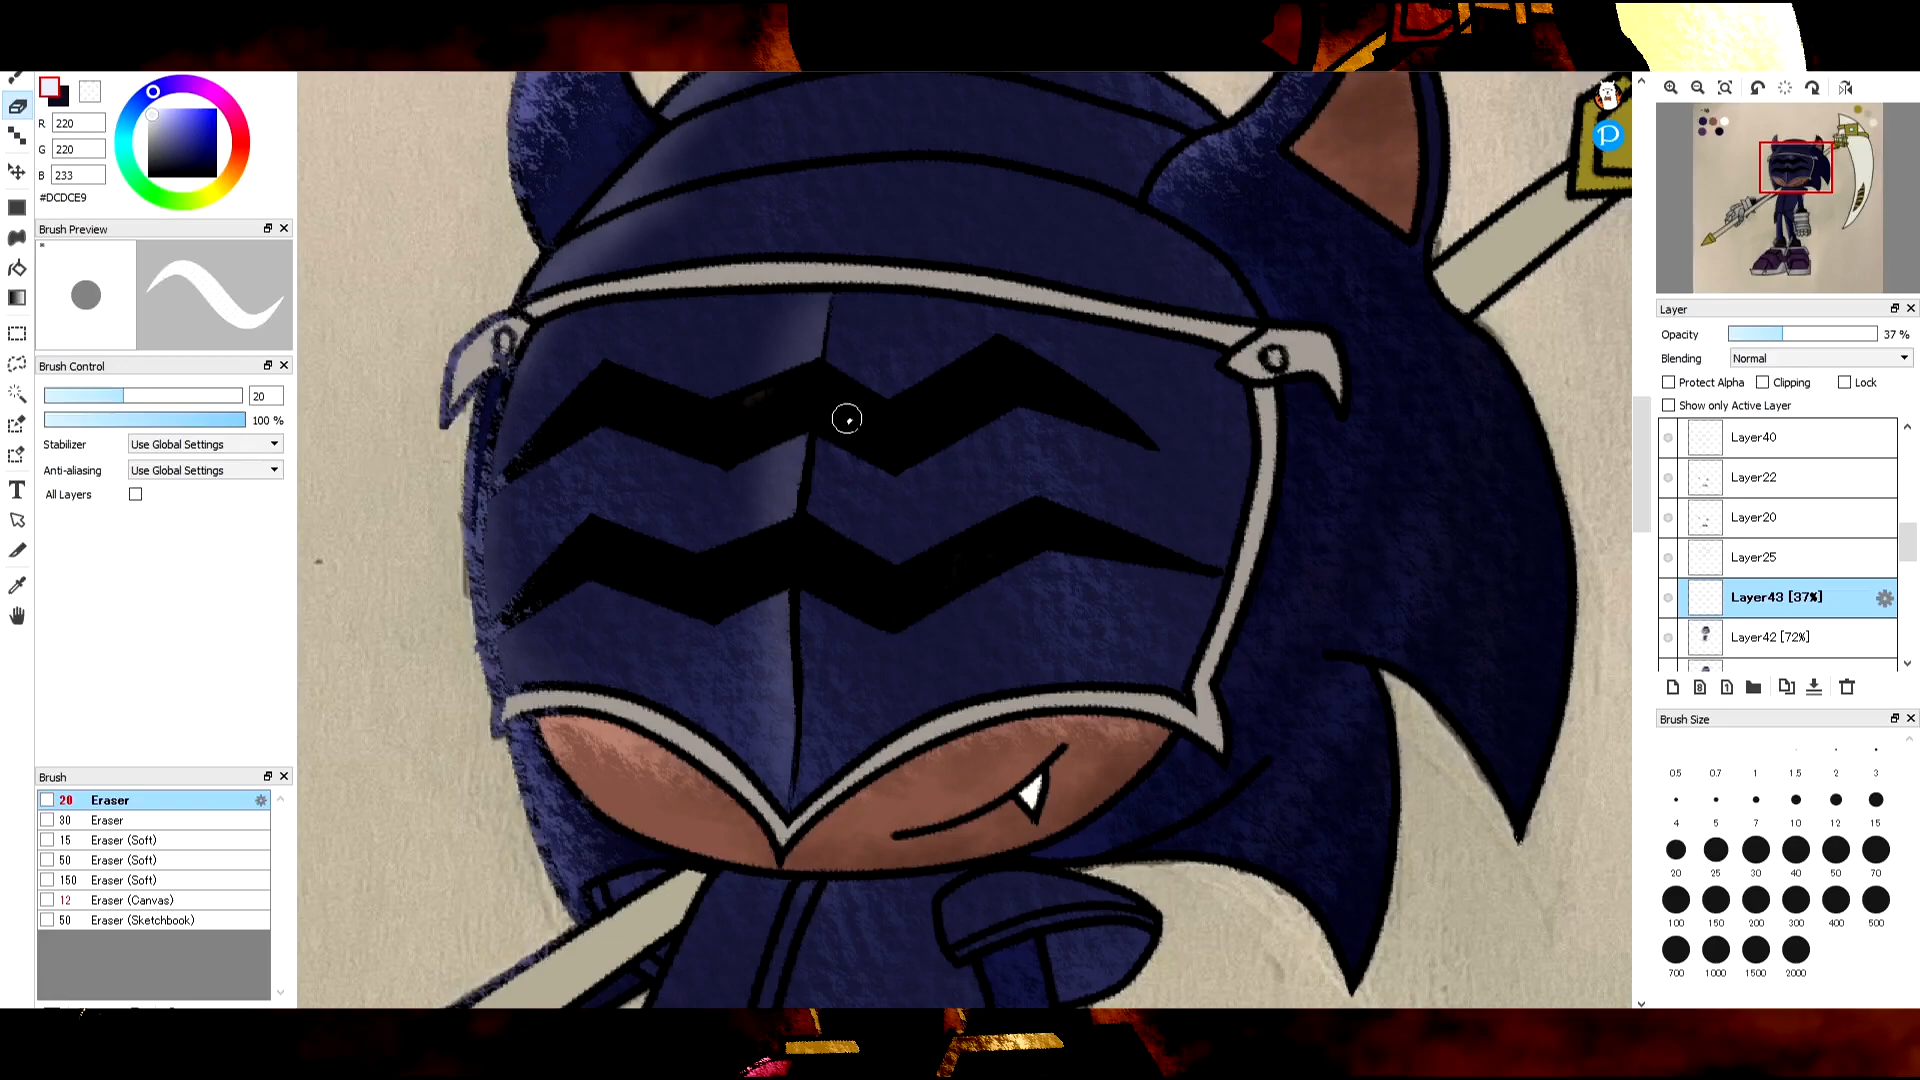 R 220
G 220
B 233
#DCDCE9
Brush Preview
Brush Control
20
100 %
Stabilizer Use Global Settings
Anti-aliasing Use Global Settings
All Layers
T
Brush
20 Eraser
30 Eraser
15 Eraser (Soft)
50 Eraser (Soft)
150 Eraser (Soft)
12 Eraser (Canvas)
50 Eraser (Sketchbook)
P
Layer
Opacity 37 %
Blending Normal
Protect Alpha Clipping Lock
Show only Active Layer
Layer40
Layer22
Layer20
Layer25
Layer43 [37%]
Layer42 [72%]
8 1
Brush Size
0.5 0.7 1 1.5 2 3
4 5 7 10 12 15
20 25 30 40 50 70
100 150 200 300 400 500
700 1000 1500 2000